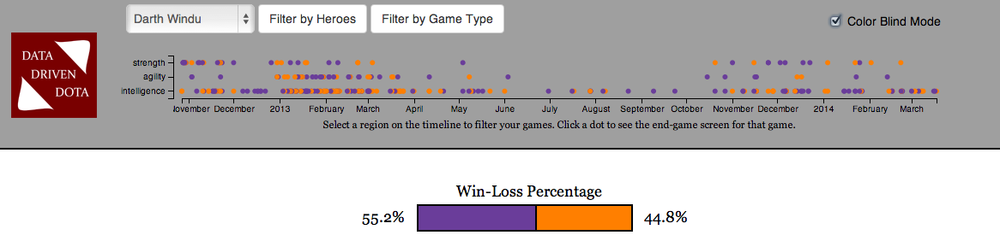 Darth Windu
Filter by Heroes
Filter by Game Type
Color Blind Mode
DATA
DRIVEN
DOTA
strength
agility
intelligence
November December 2013 February March April May June July August September October November December 2014 February March
Select a region on the timeline to filter your games. Click a dot to see the end-game screen for that game.
Win-Loss Percentage
55.2% 44.8%